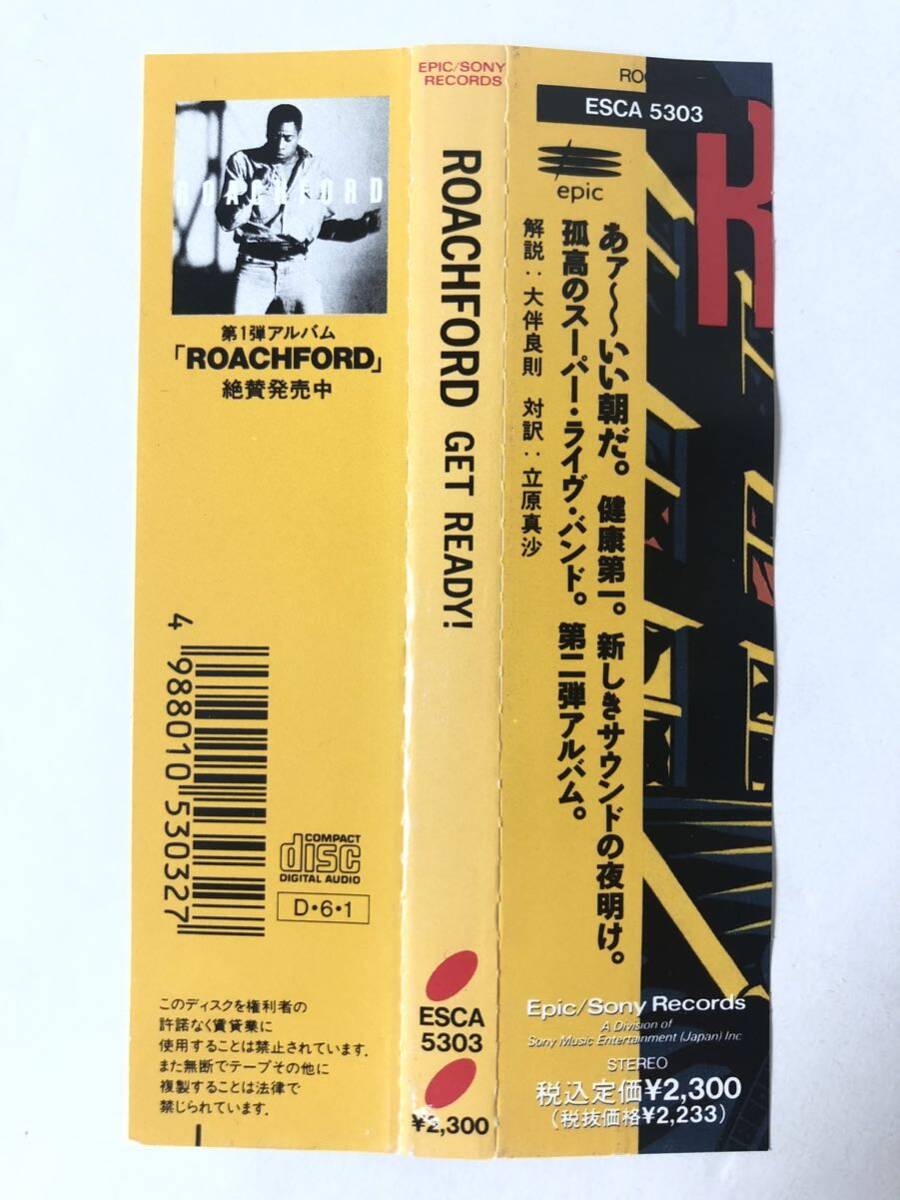 ROACHFORD
第1弾アルバム
「ROACHFORD」
絶賛発売中
4 988010 530327
COMPACT
disc
DIGITAL AUDIO
D・6・1
このディスクを権利者の
許諾なく賃貸業に
使用することは禁止されています。
また無断でテープその他に
複製することは法律で
禁じられています。
EPIC/SONY
RECORDS
ROACHFORD GET READY!
ESCA
5303
¥2,300
RO
ESCA 5303
epic
R
あァ〜〜いい朝だ。健康第一。新しきサウンドの夜明け。
孤高のスーパー・ライヴ・バンド。第二弾アルバム。
解説：大伴良則 対訳：立原真沙
Epic/Sony Records
A Division of
Sony Music Entertainment (Japan) Inc
STEREO
税込定価¥2,300
(税抜価格¥2,233)